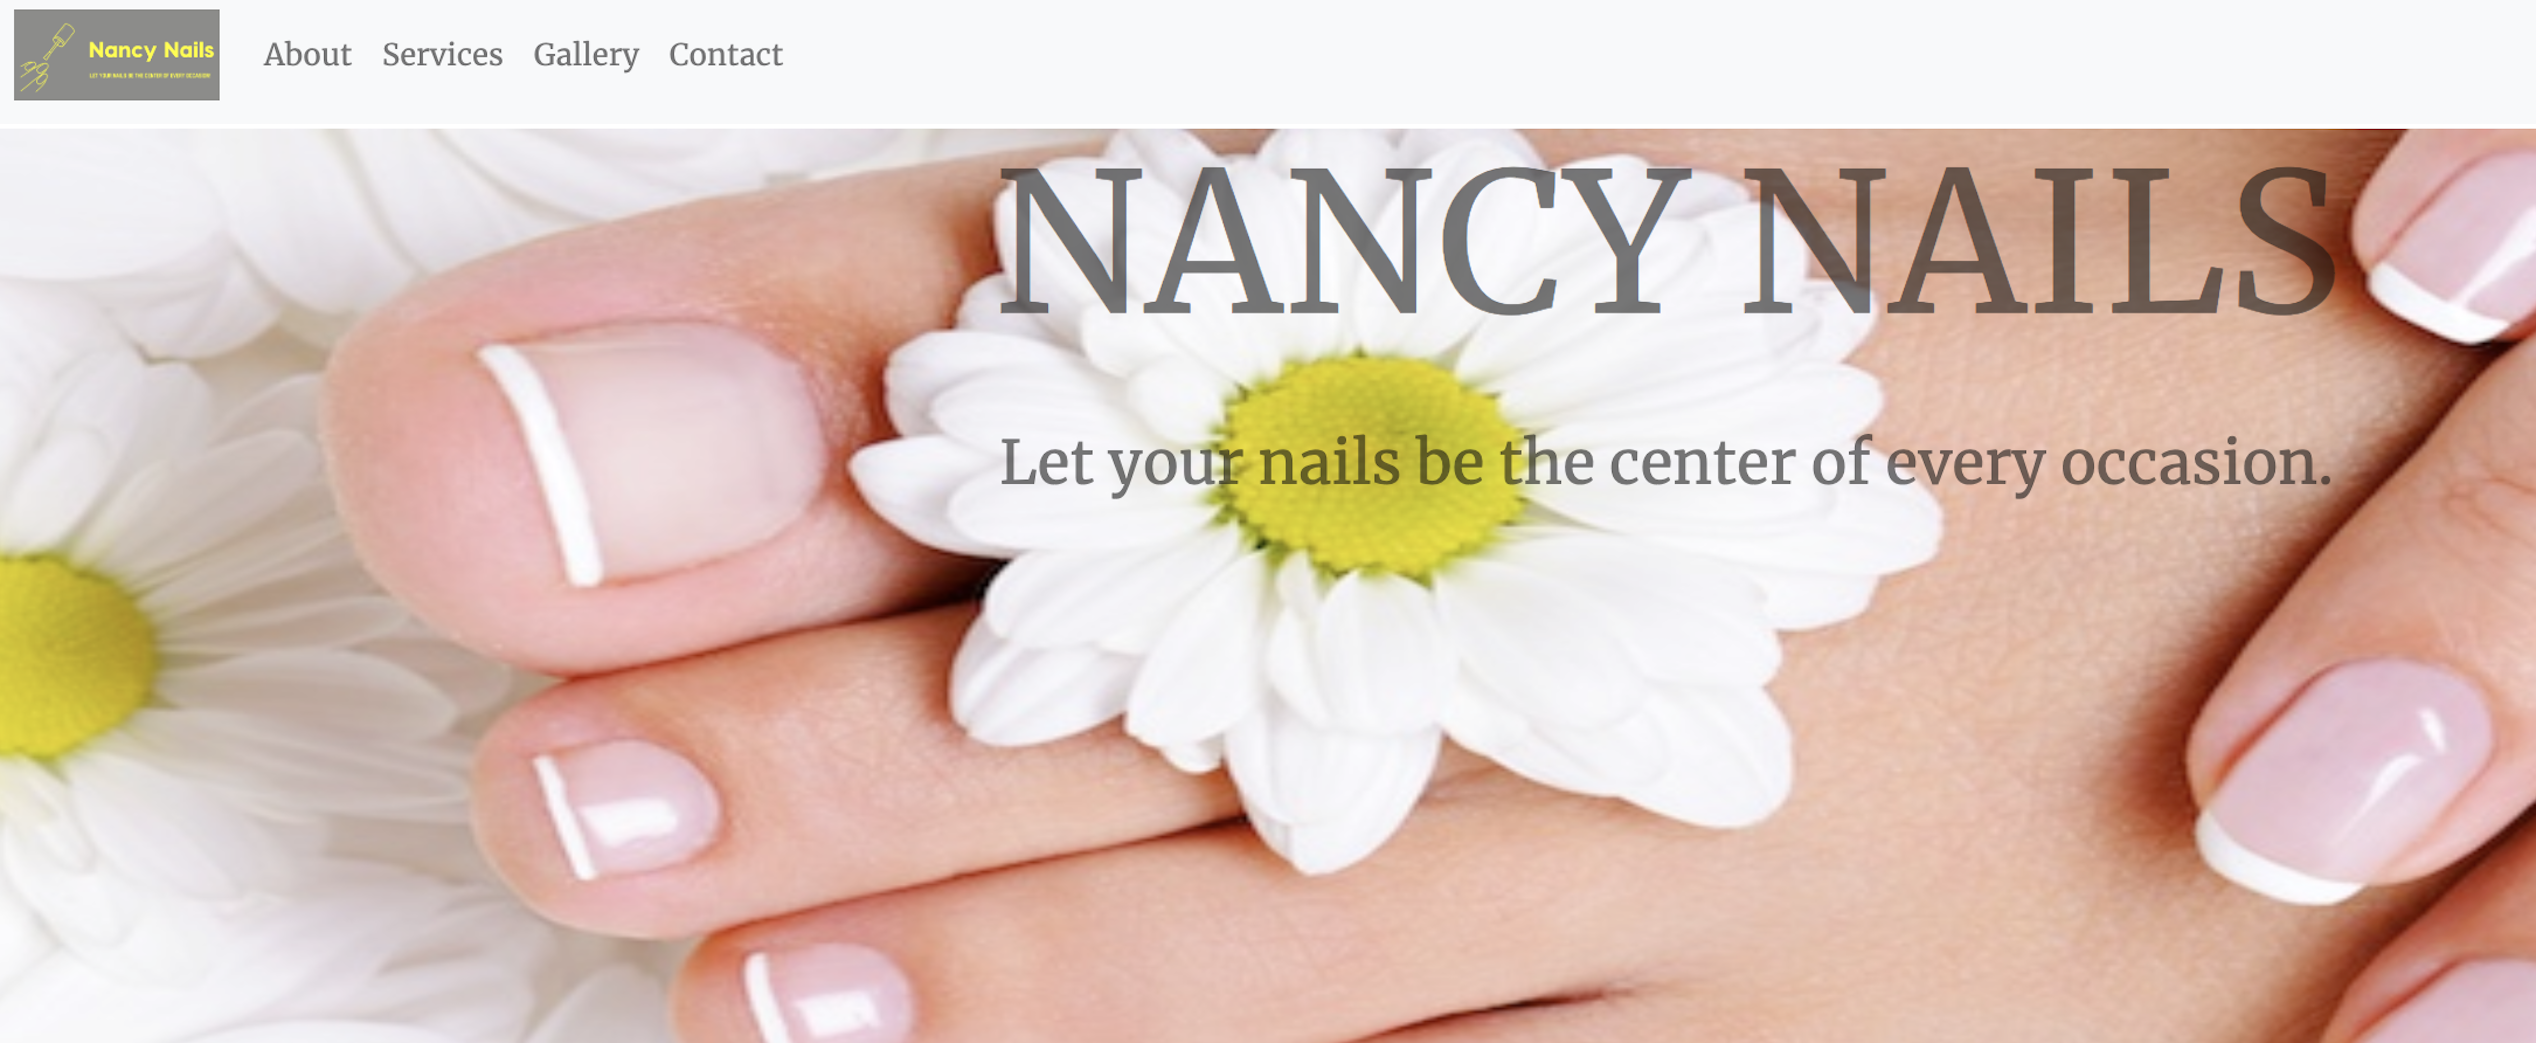 Nancy Nails
LET YOUR NAILS BE THE CENTER OF EVERY OCCASION
About Services Gallery Contact
NANCY NAILS
Let your nails be the center of every occasion.